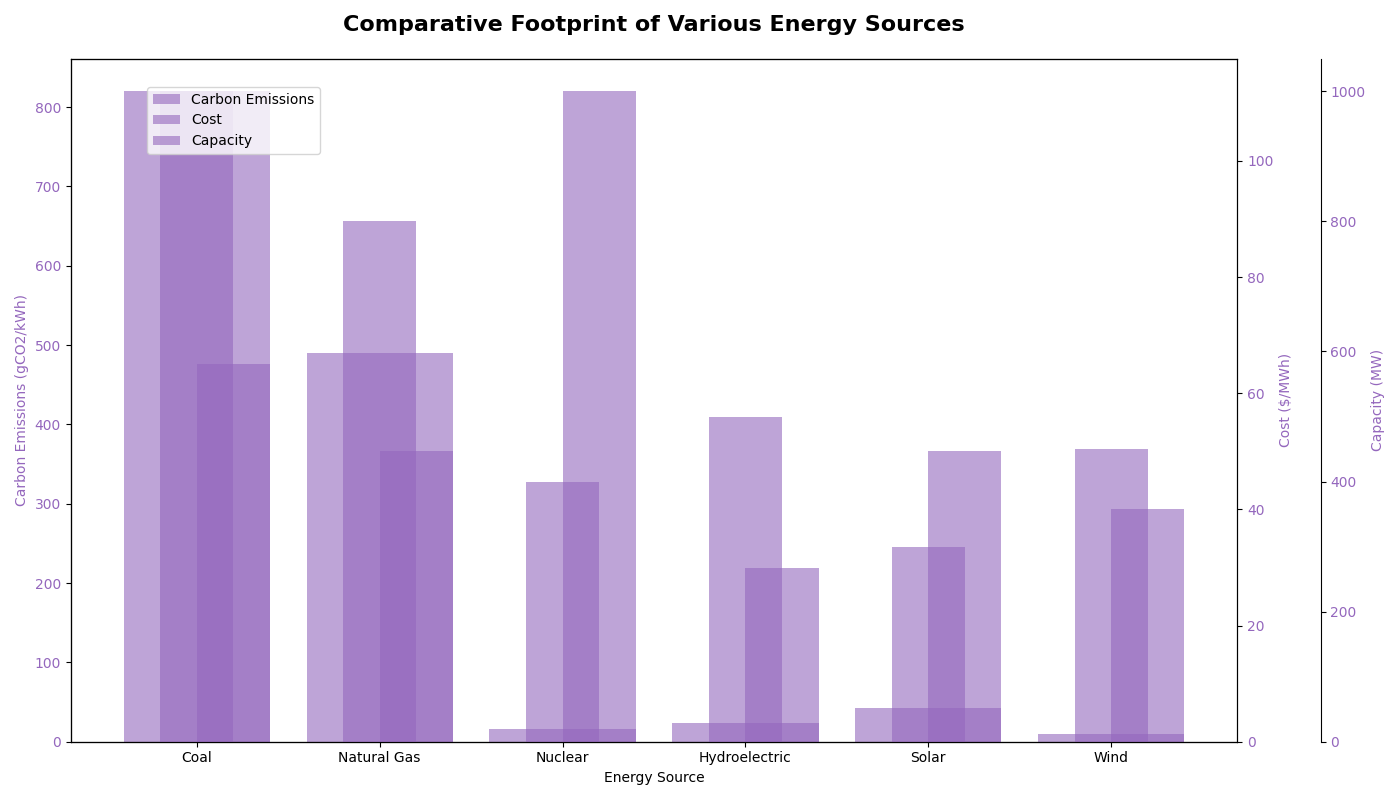 Comparative Footprint of Various Energy Sources
Carbon Emissions
Cost
Capacity
Carbon Emissions (gCO2/kWh)
800
700
600
500
400
300
200
100
0
Coal
Natural Gas
Nuclear
Hydroelectric
Solar
Wind
Energy Source
100
80
60
40
20
0
Cost ($/MWh)
1000
800
600
400
200
0
Capacity (MW)